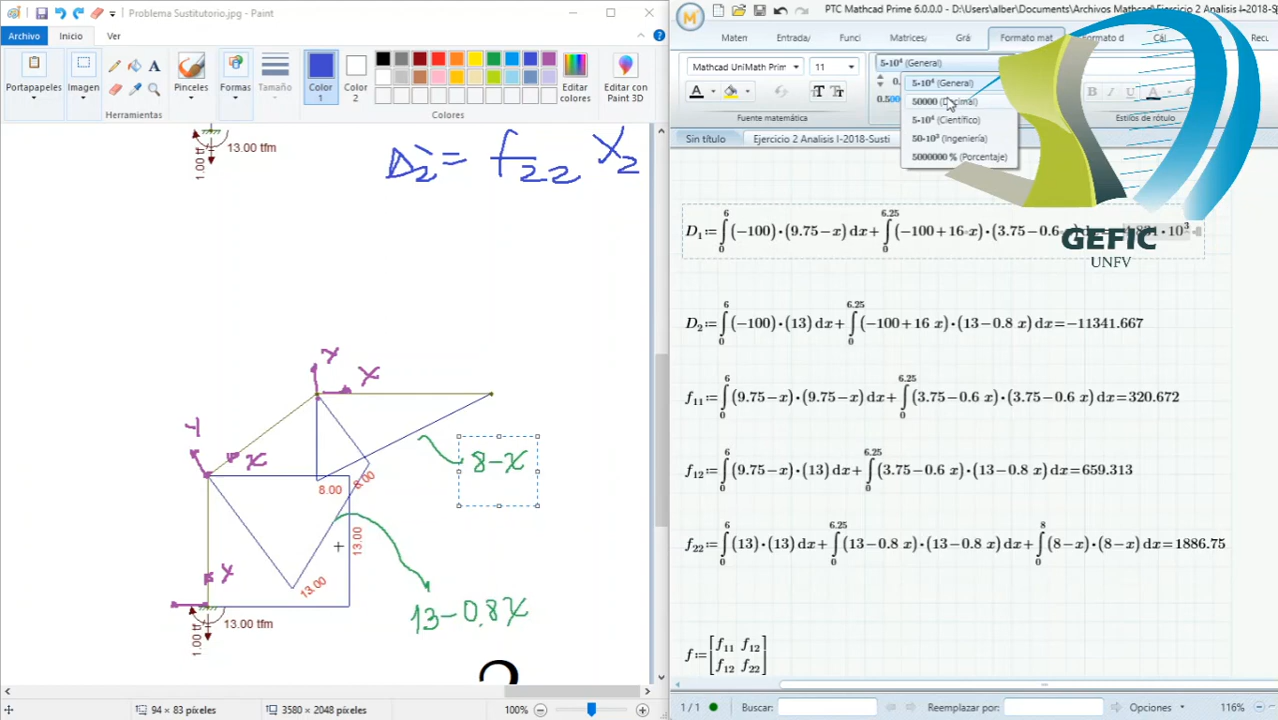 Problema Sustitutorio.jpg - Paint
Archivo Inicio Ver
Portapapeles
Imagen
Herramientas
Pinceles
Formas
Tamaño
Color 1
Color 2
Colores
Editar colores
Editar con Paint 3D
1.00 tf
13.00 tfm
Δ2 = f22 X2
X
X
Y
X
8-X
8.00
8.00
13.00
13.00
X
13-0.8X
1.00 tf
13.00 tfm
94 × 83 píxeles
3580 × 2048 píxeles
100%
PTC Mathcad Prime 6.0.0.0 - D:\Users\alber\Documents\Archivos Mathcad\Ejercicio 2 Analisis I-2018-S
Maten Entrada/ Funci Matrices/ Grá Formato mat
Mathcad UniMath Prim 11
Fuente matemática
5·10⁴ (General)
5·10⁴ (General)
50000 (Decimal)
5·10⁴ (Científico)
50·10³ (Ingeniería)
5000000 % (Porcentaje)
Estilos de rótulo
Sin título Ejercicio 2 Analisis I-2018-Susti
GEFIC
UNFV
D₁:=∫₀⁶(-100)·(9.75-x) dx+∫₀^6.25(-100+16 x)·(3.75-0.6
D₂:=∫₀⁶(-100)·(13) dx+∫₀^6.25(-100+16 x)·(13-0.8 x) dx=-11341.667
f₁₁:=∫₀⁶(9.75-x)·(9.75-x) dx+∫₀^6.25(3.75-0.6 x)·(3.75-0.6 x) dx=320.672
f₁₂:=∫₀⁶(9.75-x)·(13) dx+∫₀^6.25(3.75-0.6 x)·(13-0.8 x) dx=659.313
f₂₂:=∫₀⁶(13)·(13) dx+∫₀^6.25(13-0.8 x)·(13-0.8 x) dx+∫₀⁸(8-x)·(8-x) dx=1886.75
f:=[f₁₁ f₁₂
f₁₂ f₂₂]
1 / 1
Buscar:
Reemplazar por:
Opciones
116%